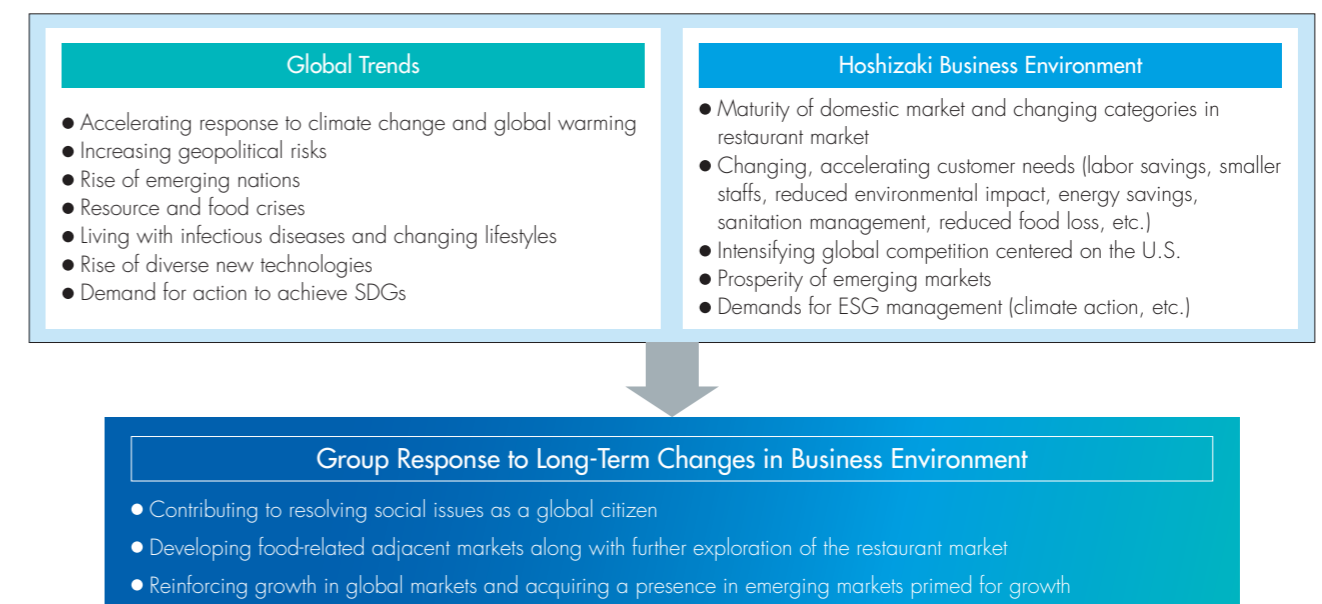 Global Trends
● Accelerating response to climate change and global warming
● Increasing geopolitical risks
● Rise of emerging nations
● Resource and food crises
● Living with infectious diseases and changing lifestyles
● Rise of diverse new technologies
● Demand for action to achieve SDGs
Hoshizaki Business Environment
● Maturity of domestic market and changing categories in
restaurant market
● Changing, accelerating customer needs (labor savings, smaller
staffs, reduced environmental impact, energy savings,
sanitation management, reduced food loss, etc.)
● Intensifying global competition centered on the U.S.
● Prosperity of emerging markets
● Demands for ESG management (climate action, etc.)
Group Response to Long-Term Changes in Business Environment
● Contributing to resolving social issues as a global citizen
● Developing food-related adjacent markets along with further exploration of the restaurant market
● Reinforcing growth in global markets and acquiring a presence in emerging markets primed for growth